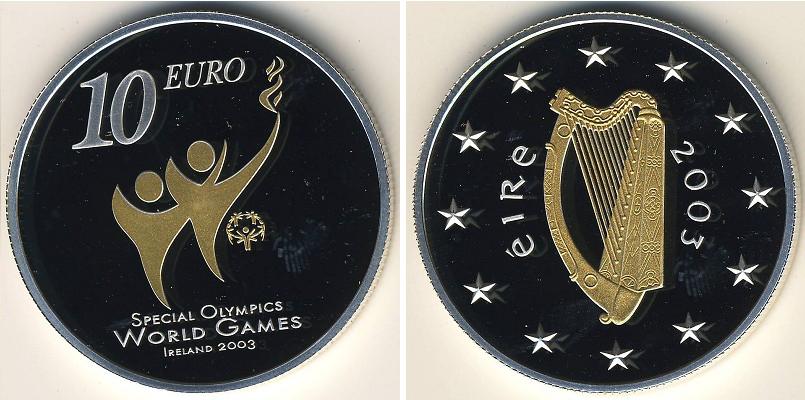 10 EURO
SPECIAL OLYMPICS
WORLD GAMES
IRELAND 2003
éIRe
2003